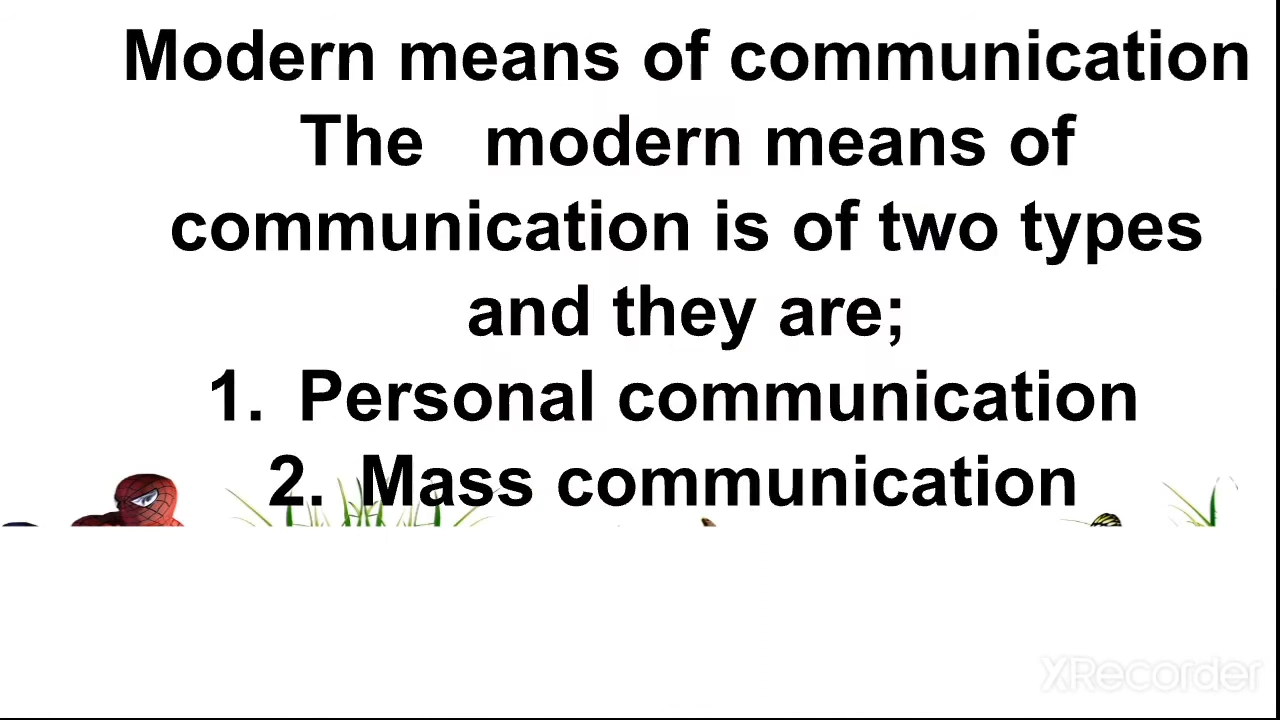 Modern means of communication
The modern means of
communication is of two types
and they are;
1. Personal communication
2. Mass communication
XRecorder